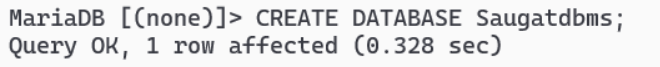 MariaDB [(none)]> CREATE DATABASE Saugatdbms;
Query OK, 1 row affected (0.328 sec)